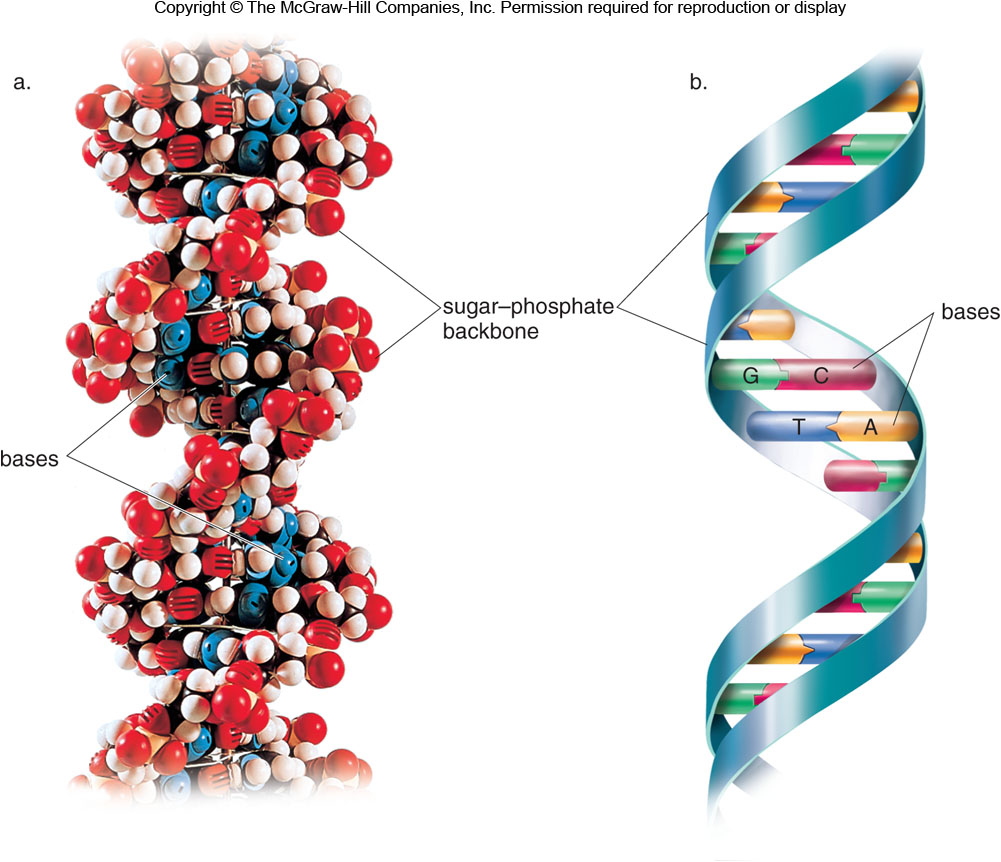 Copyright © The McGraw-Hill Companies, Inc. Permission required for reproduction or display
a.
b.
sugar–phosphate
backbone
bases
G C
T A
bases